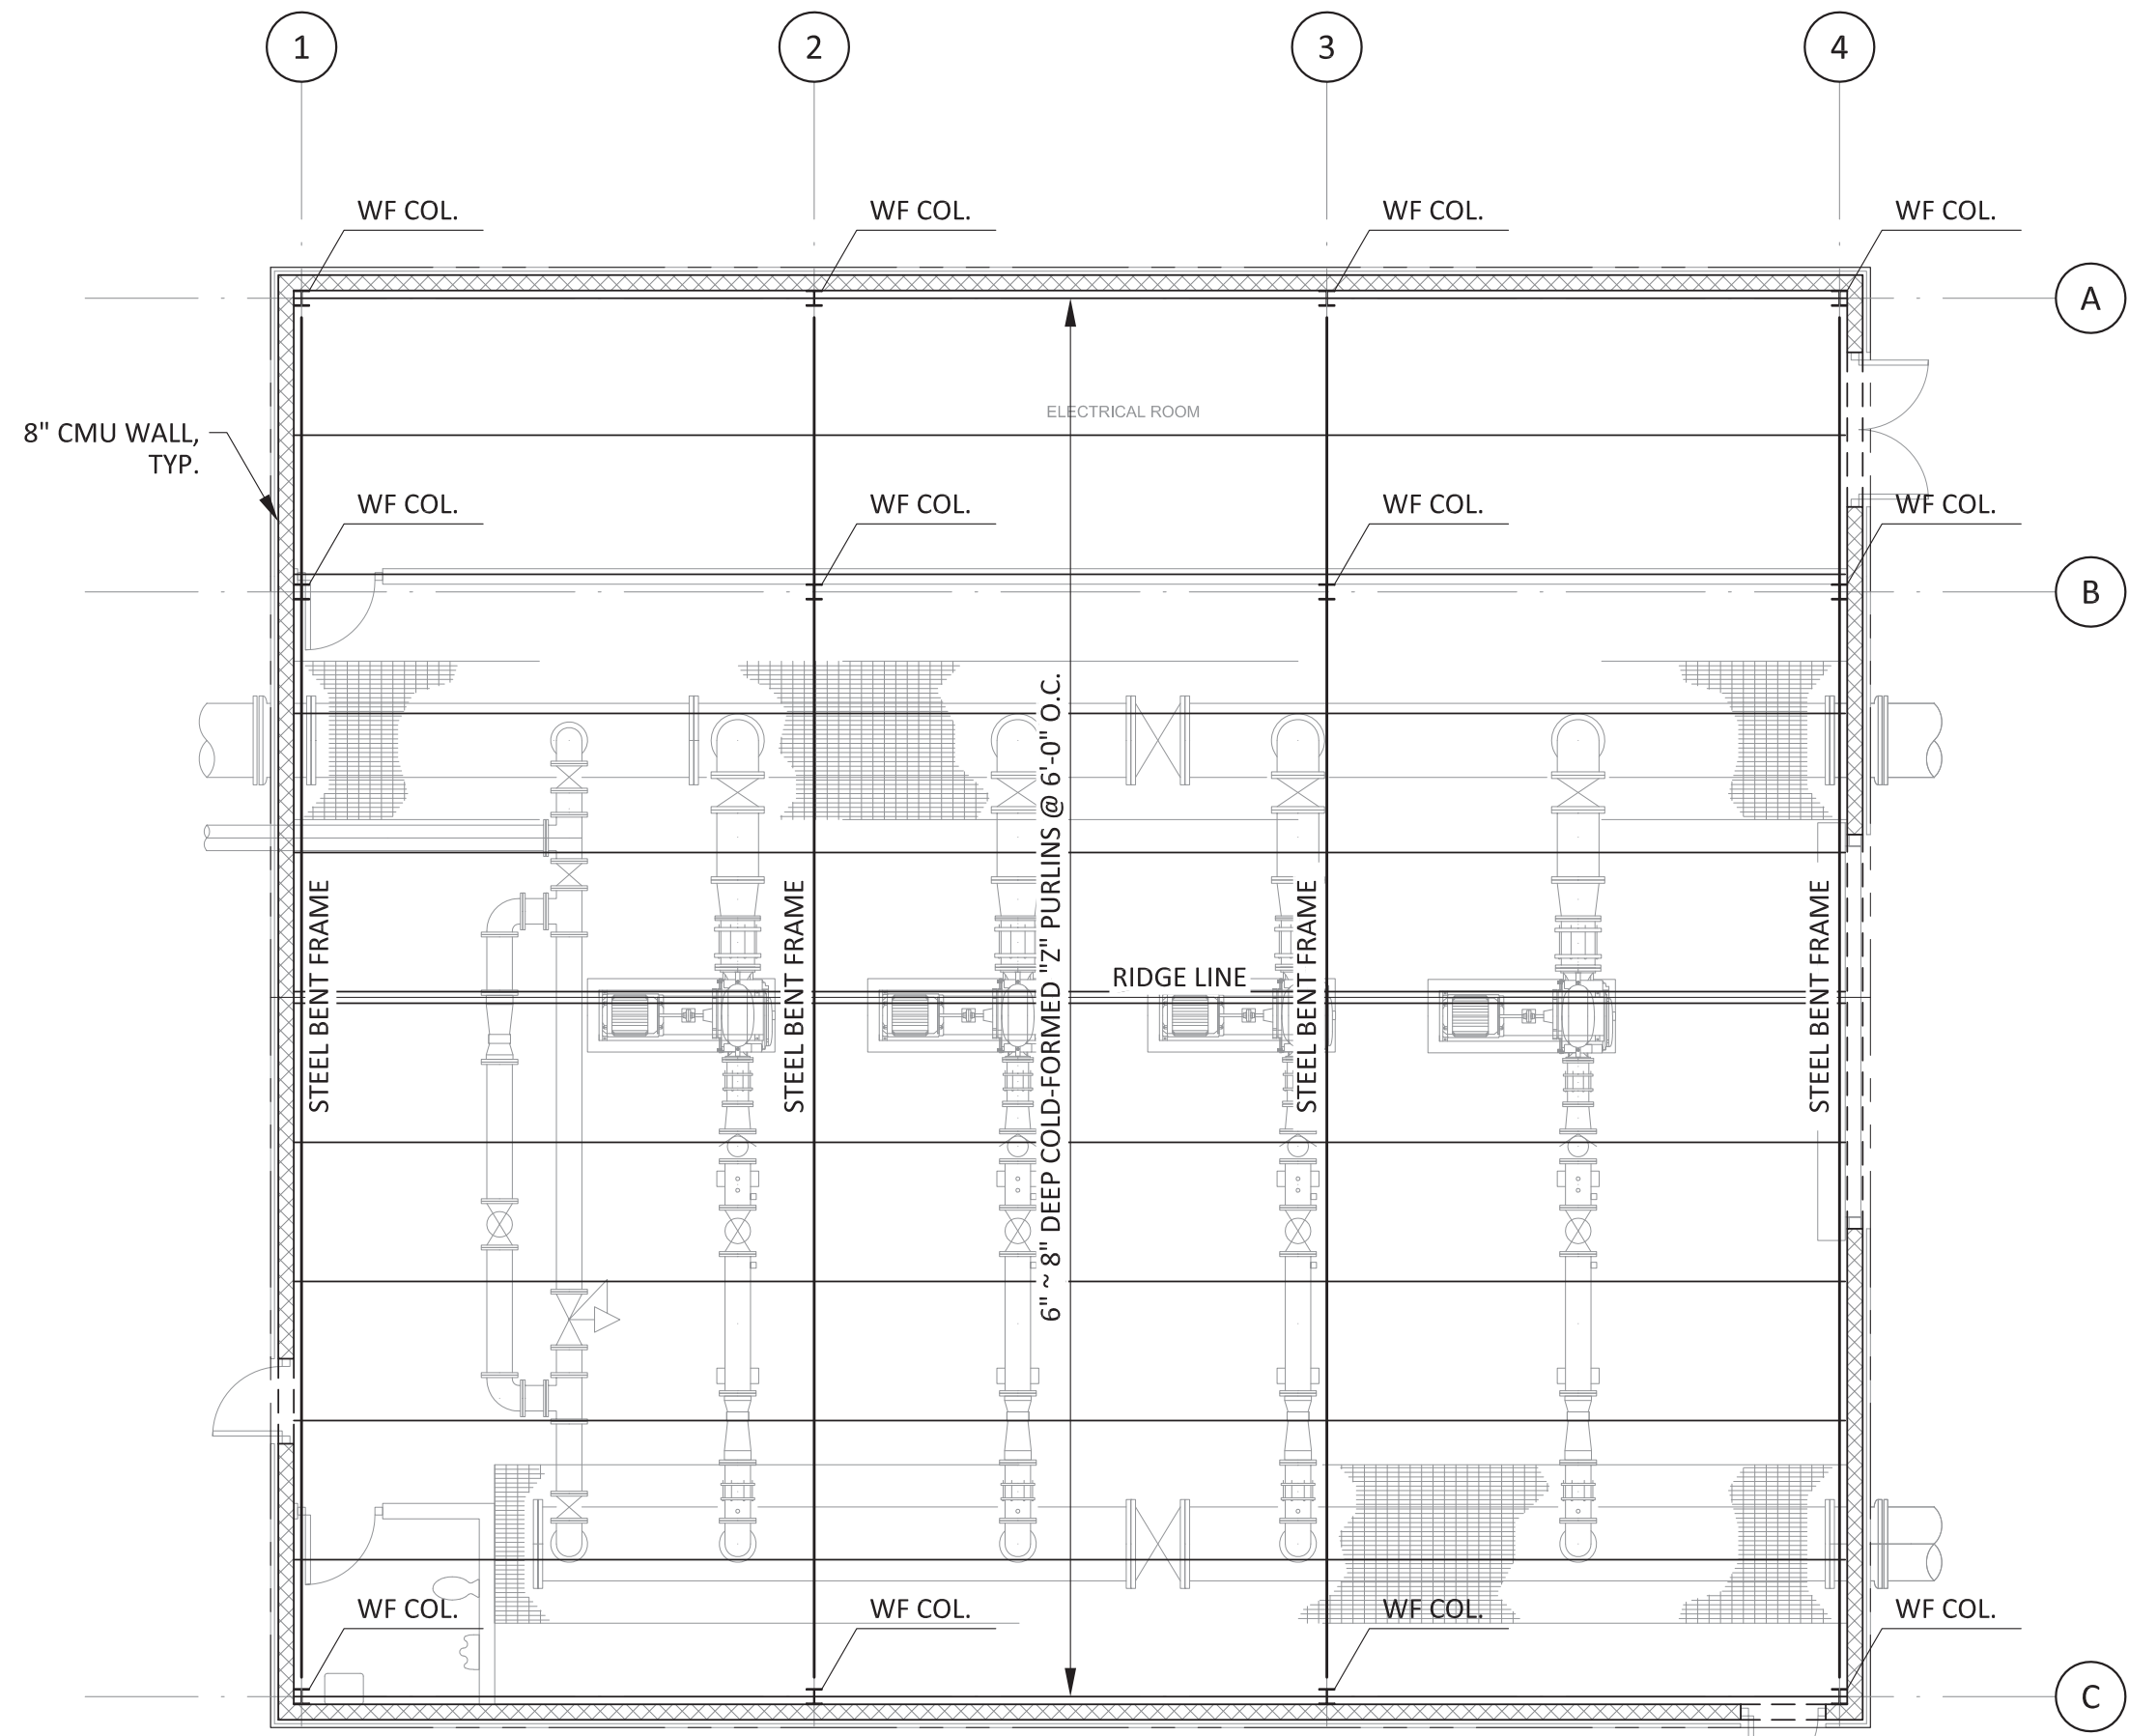 1
2
3
4
WF COL.
WF COL.
WF COL.
WF COL.
A
ELECTRICAL ROOM
8" CMU WALL,
TYP.
WF COL.
WF COL.
WF COL.
WF COL.
B
STEEL BENT FRAME
STEEL BENT FRAME
6" ~ 8" DEEP COLD-FORMED "Z" PURLINS @ 6'-0" O.C.
RIDGE LINE
STEEL BENT FRAME
STEEL BENT FRAME
WF COL.
WF COL.
WF COL.
WF COL.
C